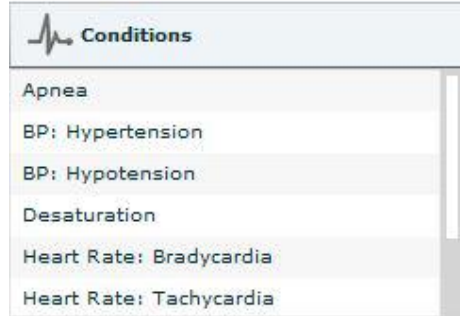 Conditions
Apnea
BP: Hypertension
BP: Hypotension
Desaturation
Heart Rate: Bradycardia
Heart Rate: Tachycardia